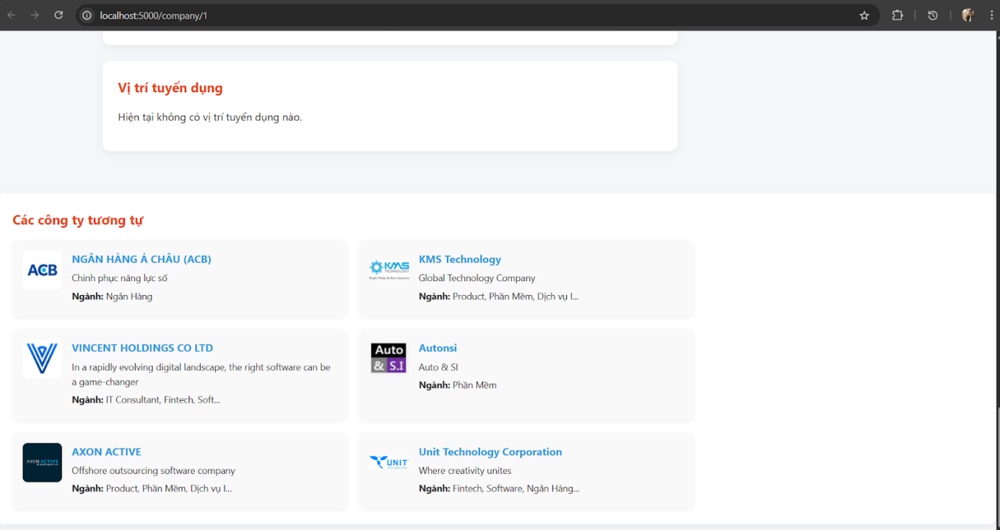 localhost:5000/company/1
Vị trí tuyển dụng
Hiện tại không có vị trí tuyển dụng nào.
Các công ty tương tự
ACB
NGÂN HÀNG Á CHÂU (ACB)
Chinh phục năng lực số
Ngành: Ngân Hàng
KMS
TECHNOLOGY
KMS Technology
Global Technology Company
Ngành: Product, Phần Mềm, Dịch vụ I...
VINCENT HOLDINGS CO LTD
In a rapidly evolving digital landscape, the right software can be
a game-changer
Ngành: IT Consultant, Fintech, Soft...
Auto
& S.I
Autonsi
Auto & SI
Ngành: Phần Mềm
AXON ACTIVE
AXON ACTIVE
Offshore outsourcing software company
Ngành: Product, Phần Mềm, Dịch vụ I...
UNIT
Unit Technology Corporation
Where creativity unites
Ngành: Fintech, Software, Ngân Hàng...